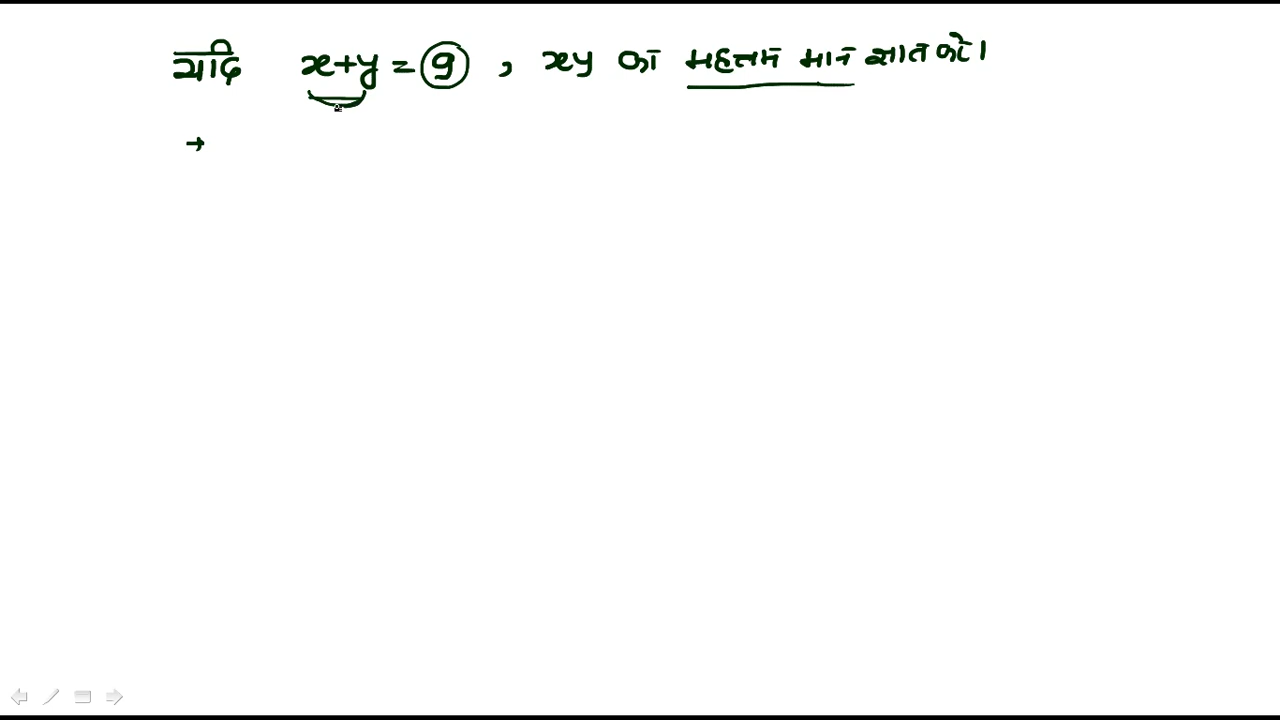 यदि x+y = 9 , xy का महत्तम मान ज्ञात करें।
→